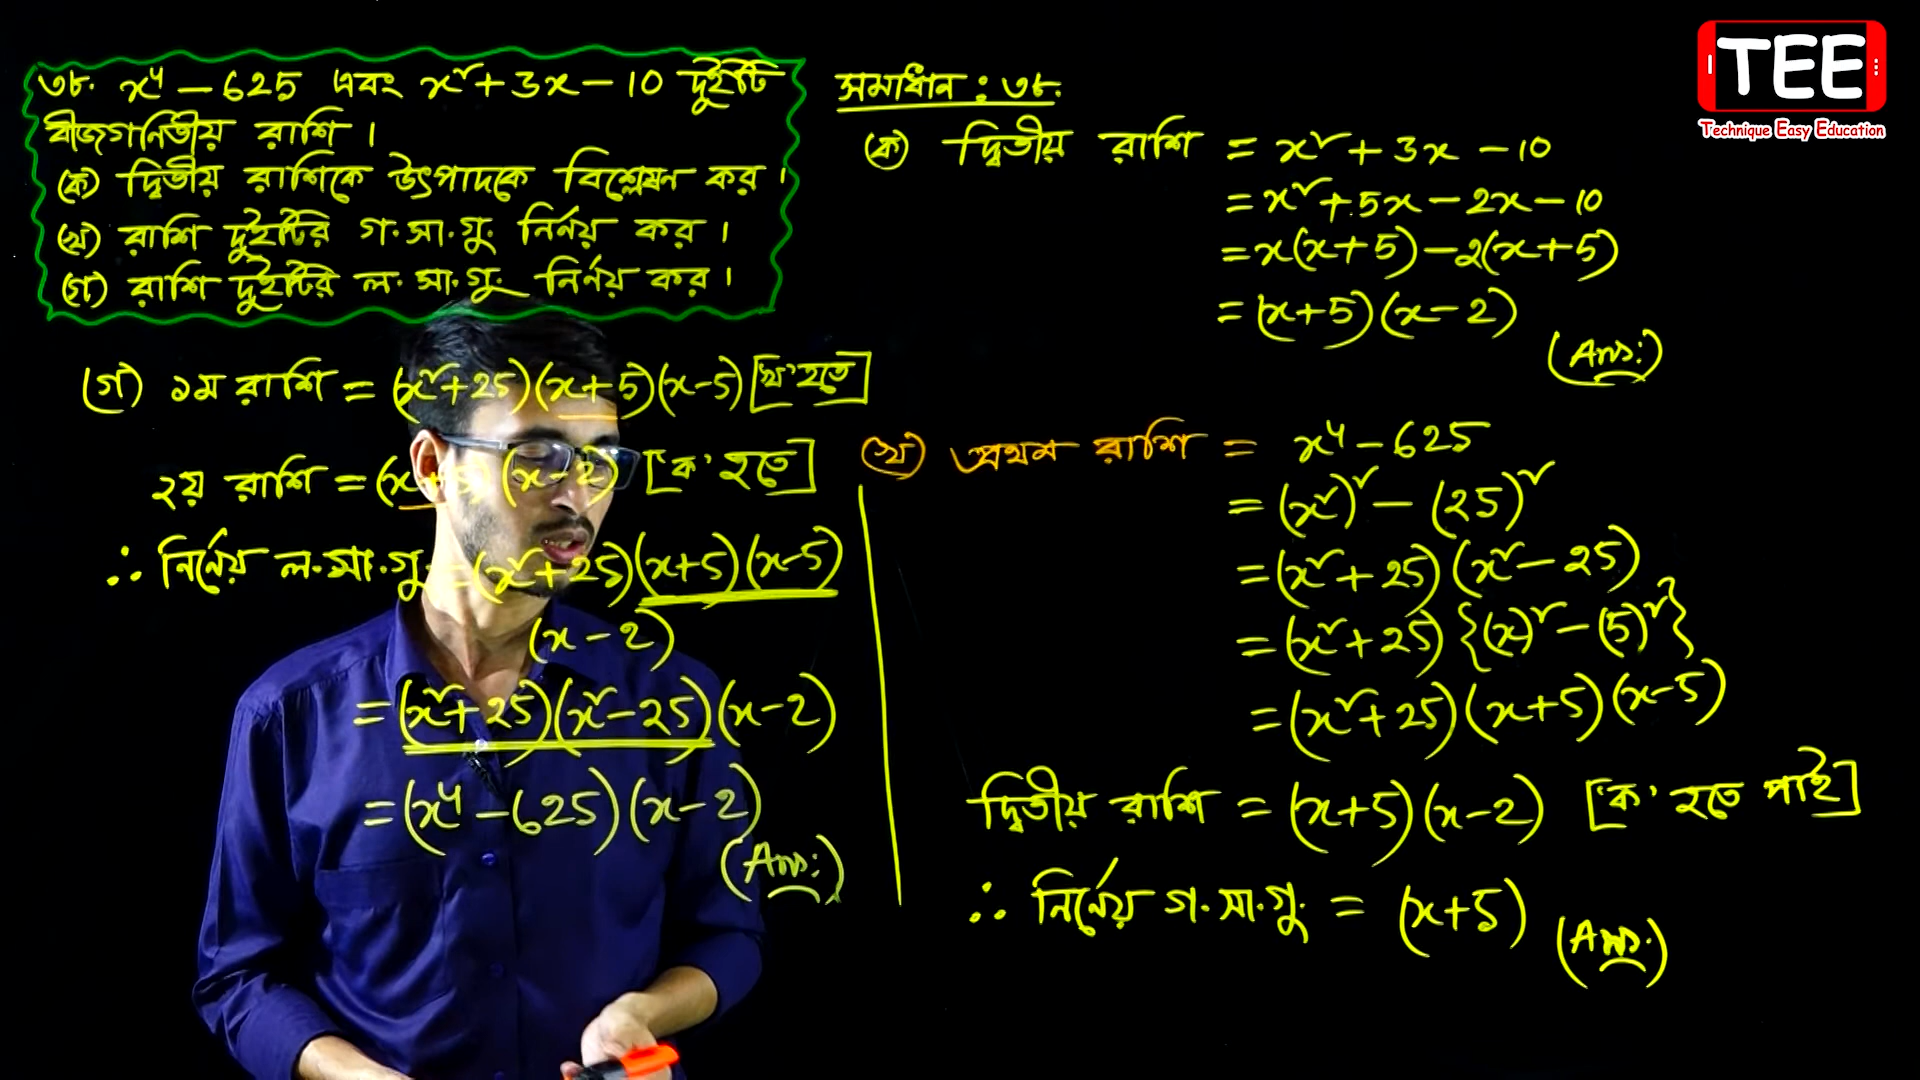 ৩৮. x⁴ - 625 এবং x² + 3x - 10 দুইটি
বীজগানিতীয় রাশি।
(ক) দ্বিতীয় রাশিকে উৎপাদকে বিশ্লেষন কর।
(খ) রাশি দুইটির গ.সা.গু. নির্নয় কর।
(গ) রাশি দুইটির ল.সা.গু. নির্নয় কর।
(গ) ১ম রাশি = (x²+25)(x+5)(x-5) ['খ' হতে]
২য় রাশি = (x+5)(x-2) ['ক' হতে]
∴ নির্নেয় ল.সা.গু. = (x²+25)(x+5)(x-5)
(x-2)
= (x²+25)(x²-25)(x-2)
= (x⁴-625)(x-2)
(Ans:)
সমাধান : ৩৮.
(ক) দ্বিতীয় রাশি = x² + 3x - 10
= x² + 5x - 2x - 10
= x(x+5) - 2(x+5)
= (x+5)(x-2)
(Ans:)
(খ) প্রথম রাশি = x⁴ - 625
= (x²)² - (25)²
= (x²+25)(x²-25)
= (x²+25){(x)²-(5)²}
= (x²+25)(x+5)(x-5)
দ্বিতীয় রাশি = (x+5)(x-2) ['ক' হতে পাই]
∴ নির্নেয় গ.সা.গু. = (x+5)
(Ans:)
TEE
Technique Easy Education